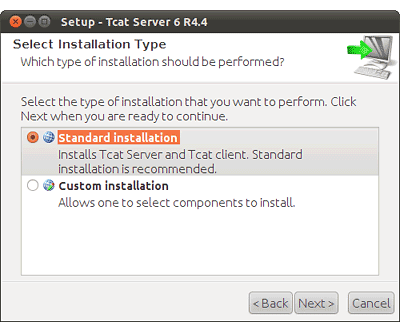 Setup - Tcat Server 6 R4.4
Select Installation Type
Which type of installation should be performed?
Select the type of installation that you want to perform. Click
Next when you are ready to continue.
Standard installation
Installs Tcat Server and Tcat client. Standard
installation is recommended.
Custom installation
Allows one to select components to install.
< Back Next > Cancel